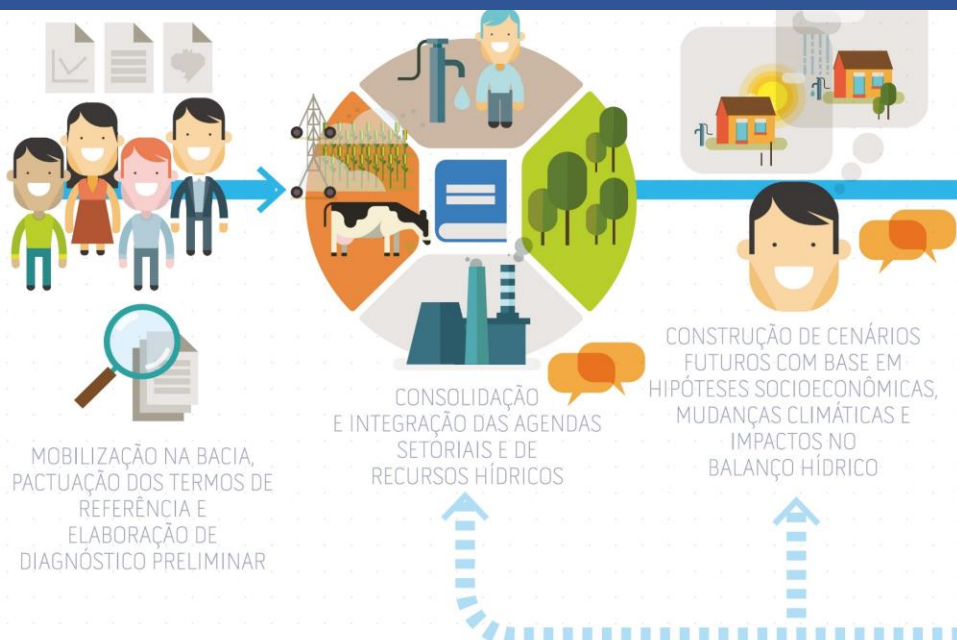 MOBILIZAÇÃO NA BACIA,
PACTUAÇÃO DOS TERMOS DE
REFERÊNCIA E
ELABORAÇÃO DE
DIAGNÓSTICO PRELIMINAR
CONSOLIDAÇÃO
E INTEGRAÇÃO DAS AGENDAS
SETORIAIS E DE
RECURSOS HÍDRICOS
CONSTRUÇÃO DE CENÁRIOS
FUTUROS COM BASE EM
HIPÓTESES SOCIOECONÔMICAS,
MUDANÇAS CLIMÁTICAS E
IMPACTOS NO
BALANÇO HÍDRICO